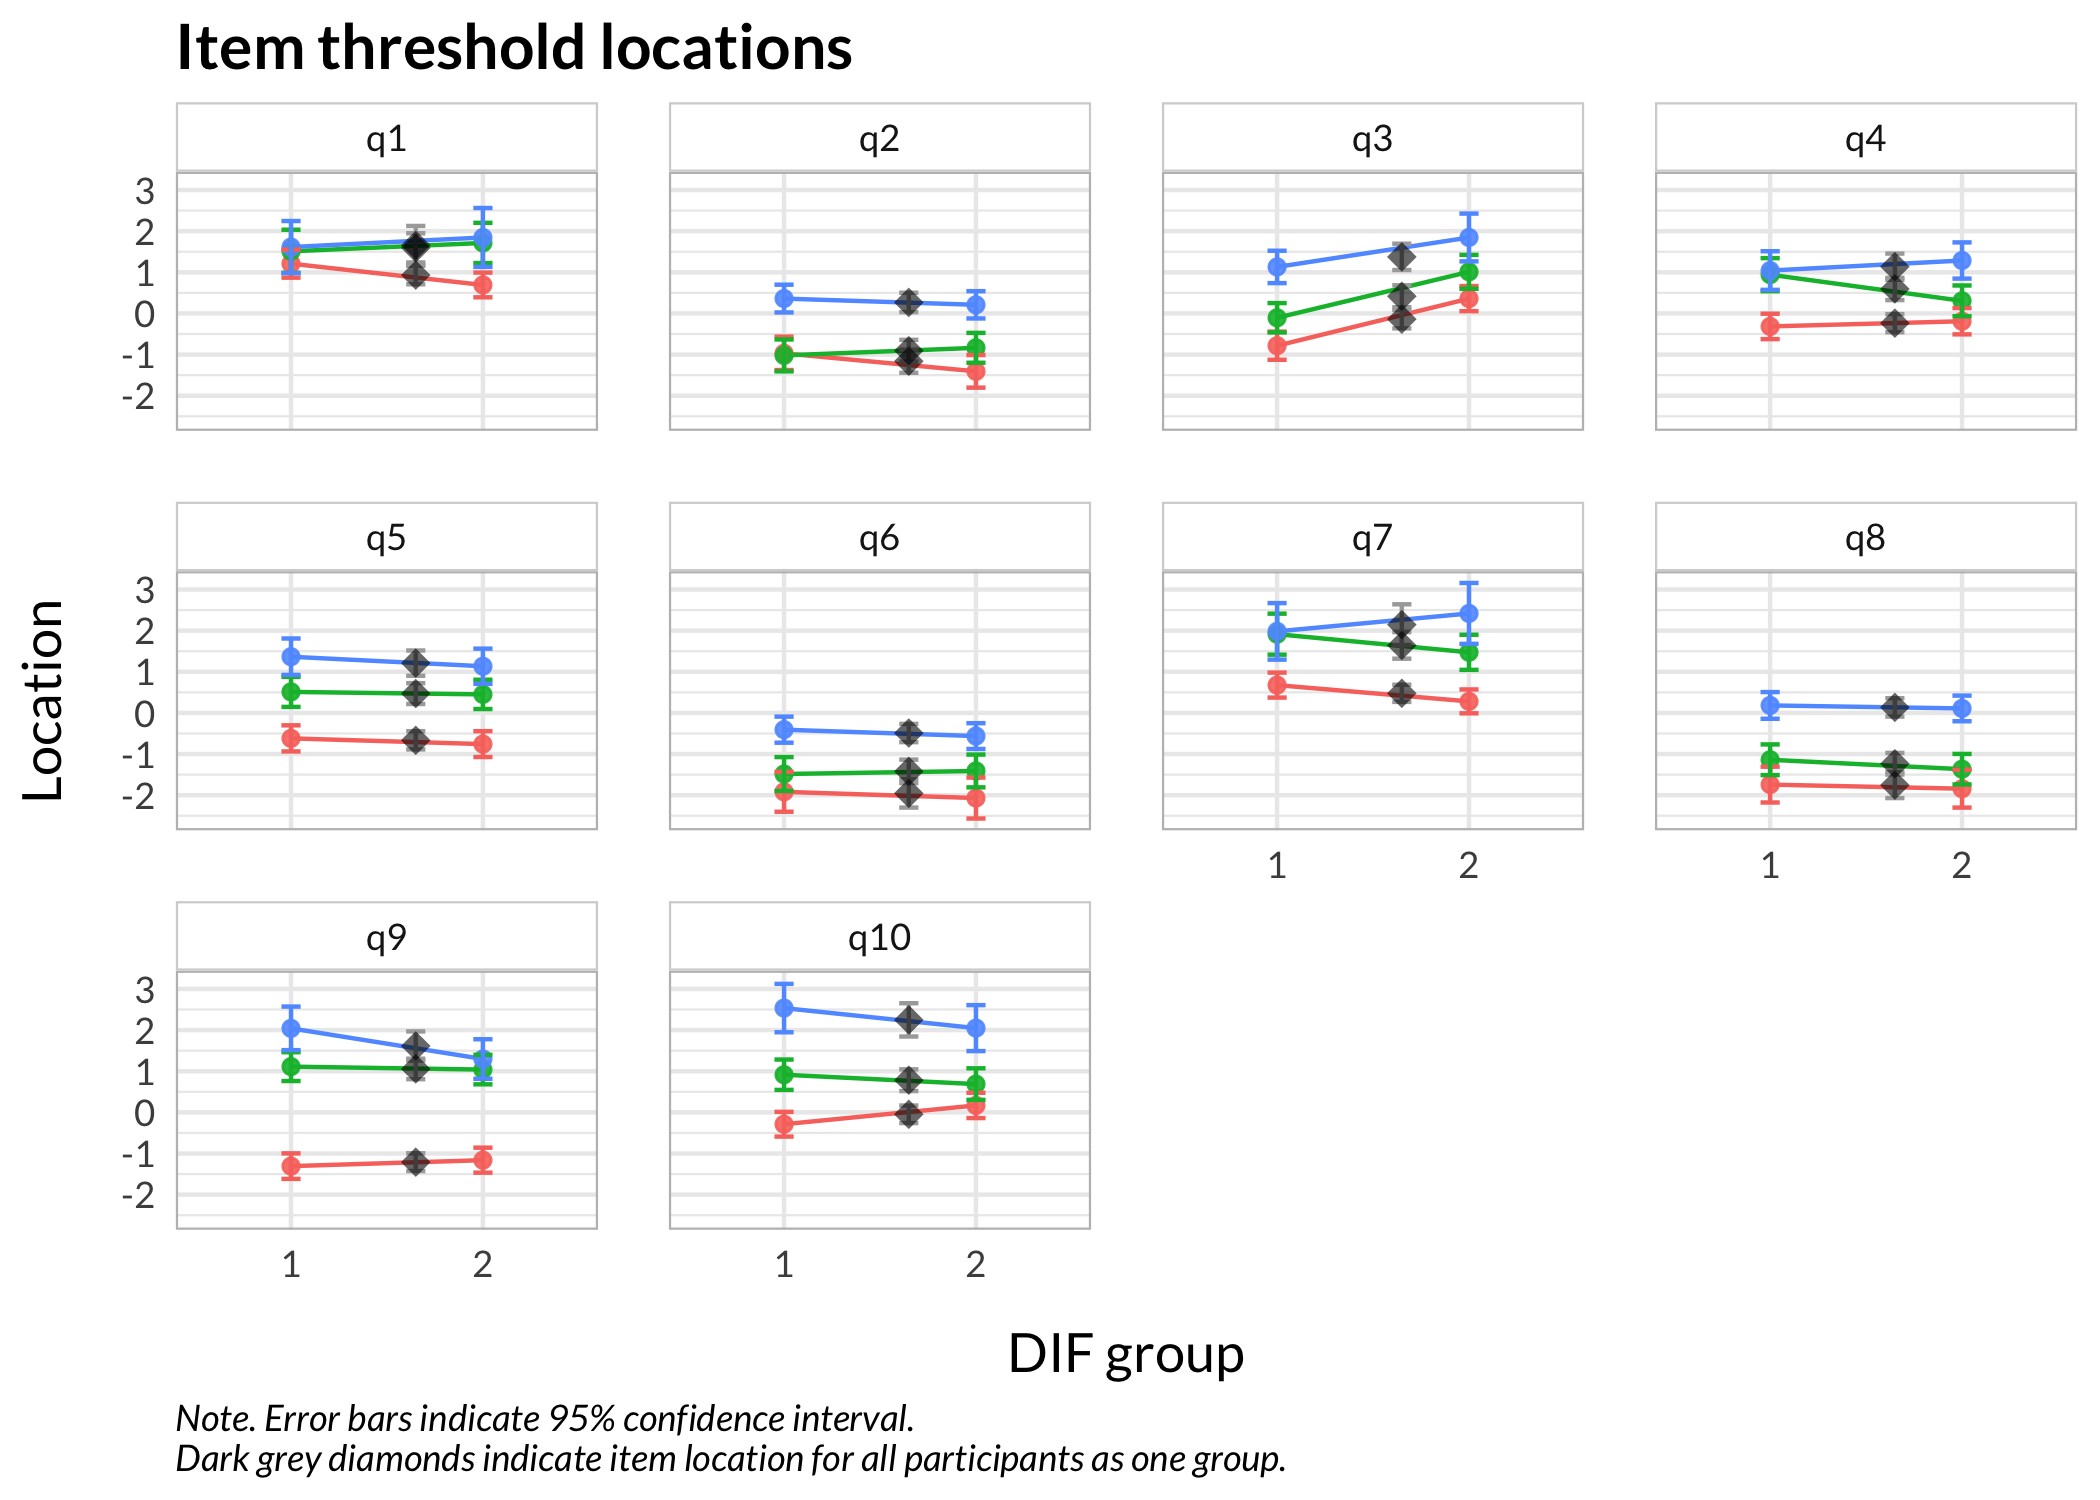 Item threshold locations
q1
q2
q3
q4
3
2
1
0
-1
-2
q5
q6
q7
q8
3
2
1
0
-1
-2
Location
1
2
1
2
q9
q10
3
2
1
0
-1
-2
1
2
1
2
DIF group
Note. Error bars indicate 95% confidence interval.
Dark grey diamonds indicate item location for all participants as one group.